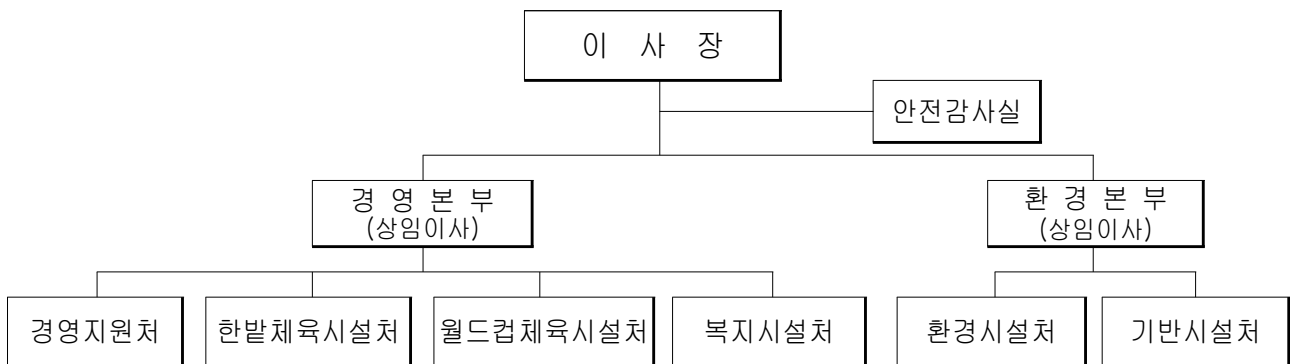 이 사 장
안전감사실
경 영 본 부
(상임이사)
환 경 본 부
(상임이사)
경영지원처
한밭체육시설처
월드컵체육시설처
복지시설처
환경시설처
기반시설처